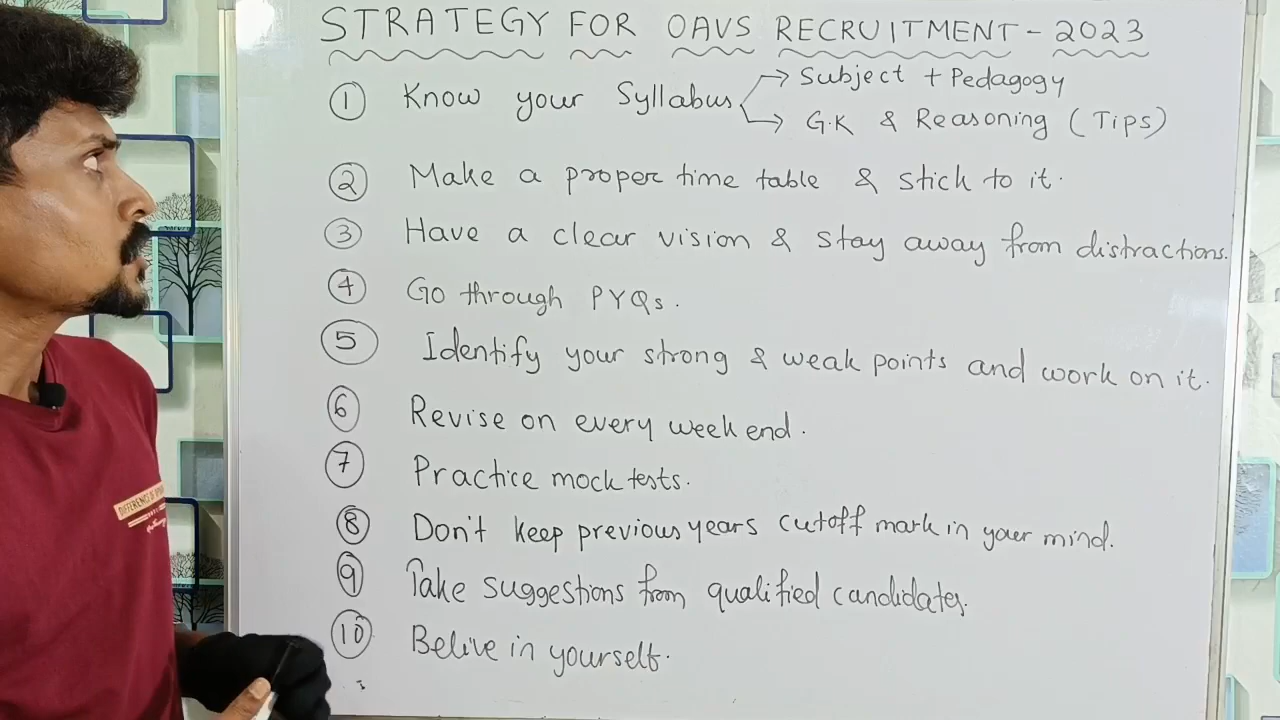 STRATEGY FOR OAVS RECRUITMENT - 2023
① Know your Syllabus → Subject + Pedagogy
→ G.K & Reasoning (Tips)
② Make a proper time table & stick to it.
③ Have a clear vision & stay away from distractions.
④ Go through PYQs.
⑤ Identify your strong & weak points and work on it.
⑥ Revise on every week end.
⑦ Practice mock tests.
⑧ Don't keep previous years cutoff mark in your mind.
⑨ Take suggestions from qualified candidates.
⑩ Belive in yourself.
DIFFERENCE OF